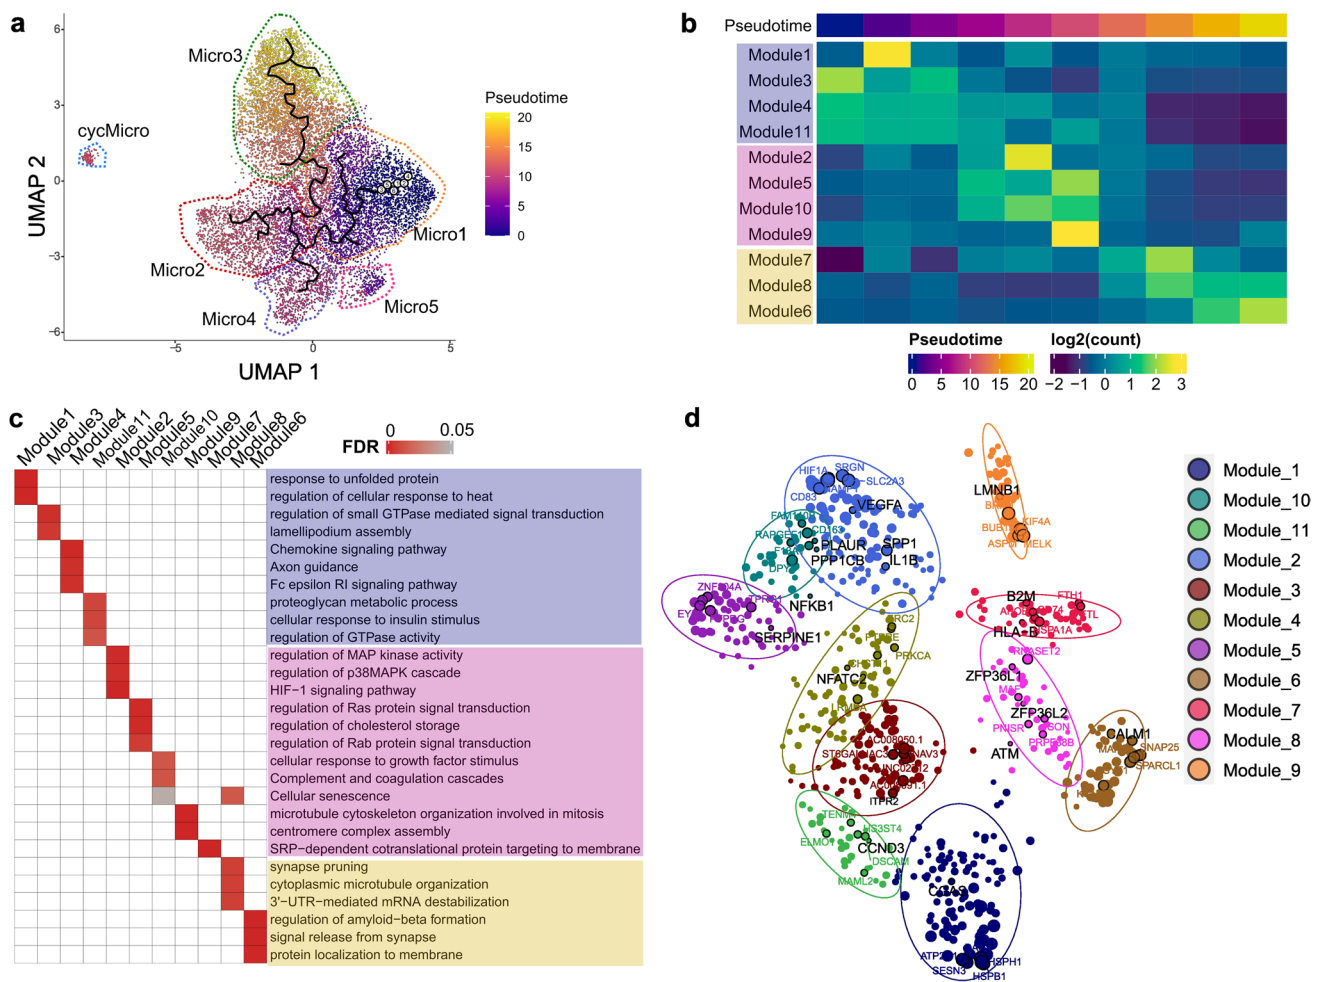 a
UMAP 2
6
3
0
−3
−6
−5
0
5
UMAP 1
Micro3
cycMicro
Micro1
Micro2
Micro4
Micro5
Pseudotime
20
15
10
5
0
b
Pseudotime
Module1
Module3
Module4
Module11
Module2
Module5
Module10
Module9
Module7
Module8
Module6
Pseudotime
0 5 10 15 20
log2(count)
−2 −1 0 1 2 3
c
Module1
Module3
Module4
Module11
Module2
Module5
Module10
Module9
Module7
Module8
Module6
FDR
0 0.05
response to unfolded protein
regulation of cellular response to heat
regulation of small GTPase mediated signal transduction
lamellipodium assembly
Chemokine signaling pathway
Axon guidance
Fc epsilon RI signaling pathway
proteoglycan metabolic process
cellular response to insulin stimulus
regulation of GTPase activity
regulation of MAP kinase activity
regulation of p38MAPK cascade
HIF−1 signaling pathway
regulation of Ras protein signal transduction
regulation of cholesterol storage
regulation of Rab protein signal transduction
cellular response to growth factor stimulus
Complement and coagulation cascades
Cellular senescence
microtubule cytoskeleton organization involved in mitosis
centromere complex assembly
SRP−dependent cotranslational protein targeting to membrane
synapse pruning
cytoplasmic microtubule organization
3'−UTR−mediated mRNA destabilization
regulation of amyloid−beta formation
signal release from synapse
protein localization to membrane
d
HIF1A
SRGN
SLC2A3
CD83
VEGFA
CD163
PLAUR
SPP1
PPP1CB
IL1B
NFKB1
SERPINE1
LMNB1
KIF4A
MELK
B2M
FTH1
CD74
HSPA1A
HLA−B
RNASET2
ZFP36L1
ZFP36L2
PNISR
ATM
CALM1
SNAP25
SPARCL1
PRKCA
NFATC2
AC008050.1
ITPR2
HS3ST4
ELMO1
CCND3
DSCAM
MAML2
SESN3
HSPH1
HSPB1
Module_1
Module_10
Module_11
Module_2
Module_3
Module_4
Module_5
Module_6
Module_7
Module_8
Module_9